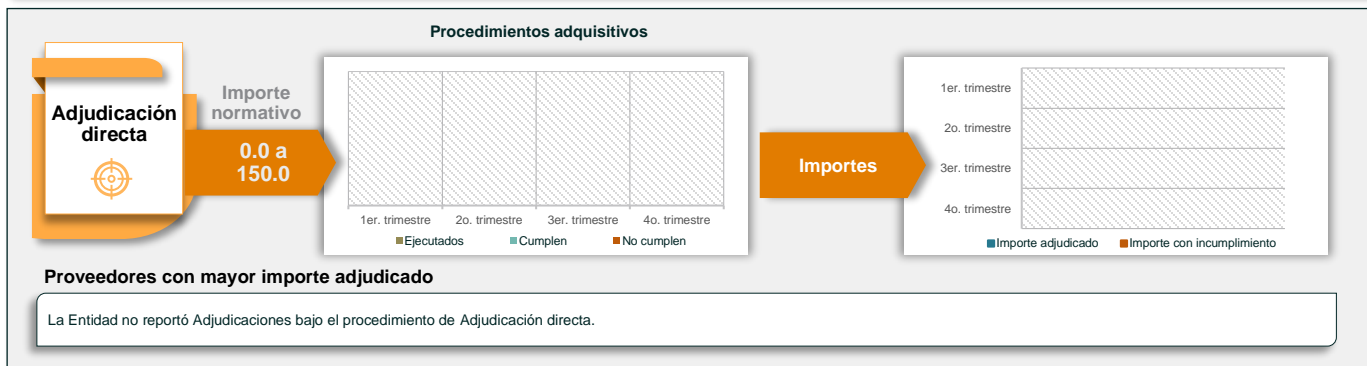 Procedimientos adquisitivos
Adjudicación
directa
Importe
normativo
0.0 a
150.0
1er. trimestre 2o. trimestre 3er. trimestre 4o. trimestre
Ejecutados Cumplen No cumplen
Importes
1er. trimestre
2o. trimestre
3er. trimestre
4o. trimestre
Importe adjudicado Importe con incumplimiento
Proveedores con mayor importe adjudicado
La Entidad no reportó Adjudicaciones bajo el procedimiento de Adjudicación directa.